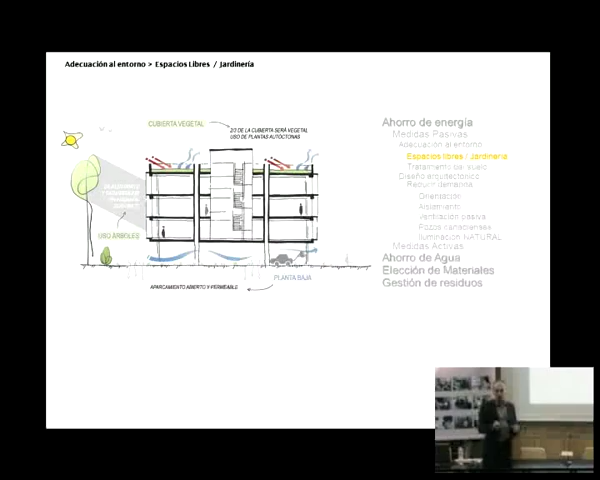 Adecuación al entorno > Espacios Libres / Jardinería
CUBIERTA VEGETAL
2/3 DE LA CUBIERTA SERÁ VEGETAL
USO DE PLANTAS AUTÓCTONAS
USO ÁRBOLES
PLANTA BAJA
APARCAMIENTO ABIERTO Y PERMEABLE
Ahorro de energía
Medidas Pasivas
Adecuación al entorno
Espacios libres / Jardinería
Tratamiento del suelo
Diseño arquitectónico
Reducir demanda
Orientación
Aislamiento
Ventilación pasiva
Pozos canadienses
Iluminación NATURAL
Medidas Activas
Ahorro de Agua
Elección de Materiales
Gestión de residuos